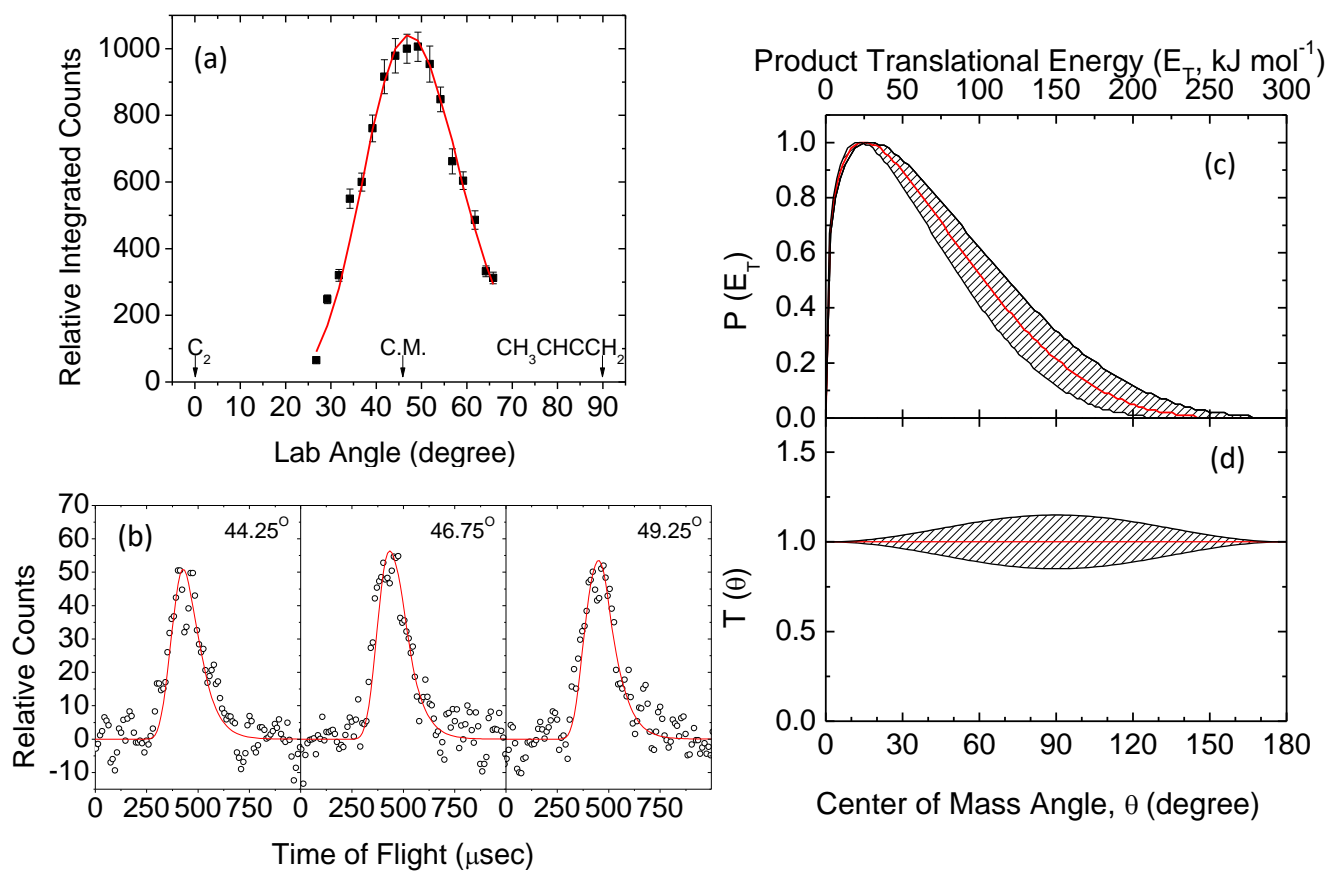 (a)
Relative Integrated Counts
1000
800
600
400
200
0
C₂
C.M.
CH₃CHCCH₂
0 10 20 30 40 50 60 70 80 90
Lab Angle (degree)
(b)
Relative Counts
70
60
50
40
30
20
10
0
-10
44.25°
46.75°
49.25°
0 250 500 750 0 250 500 750 0 250 500 750
Time of Flight (μsec)
Product Translational Energy (E_T, kJ mol⁻¹)
0 50 100 150 200 250 300
(c)
P (E_T)
1.0
0.8
0.6
0.4
0.2
0.0
(d)
T (θ)
1.5
1.0
0.5
0.0
0 30 60 90 120 150 180
Center of Mass Angle, θ (degree)